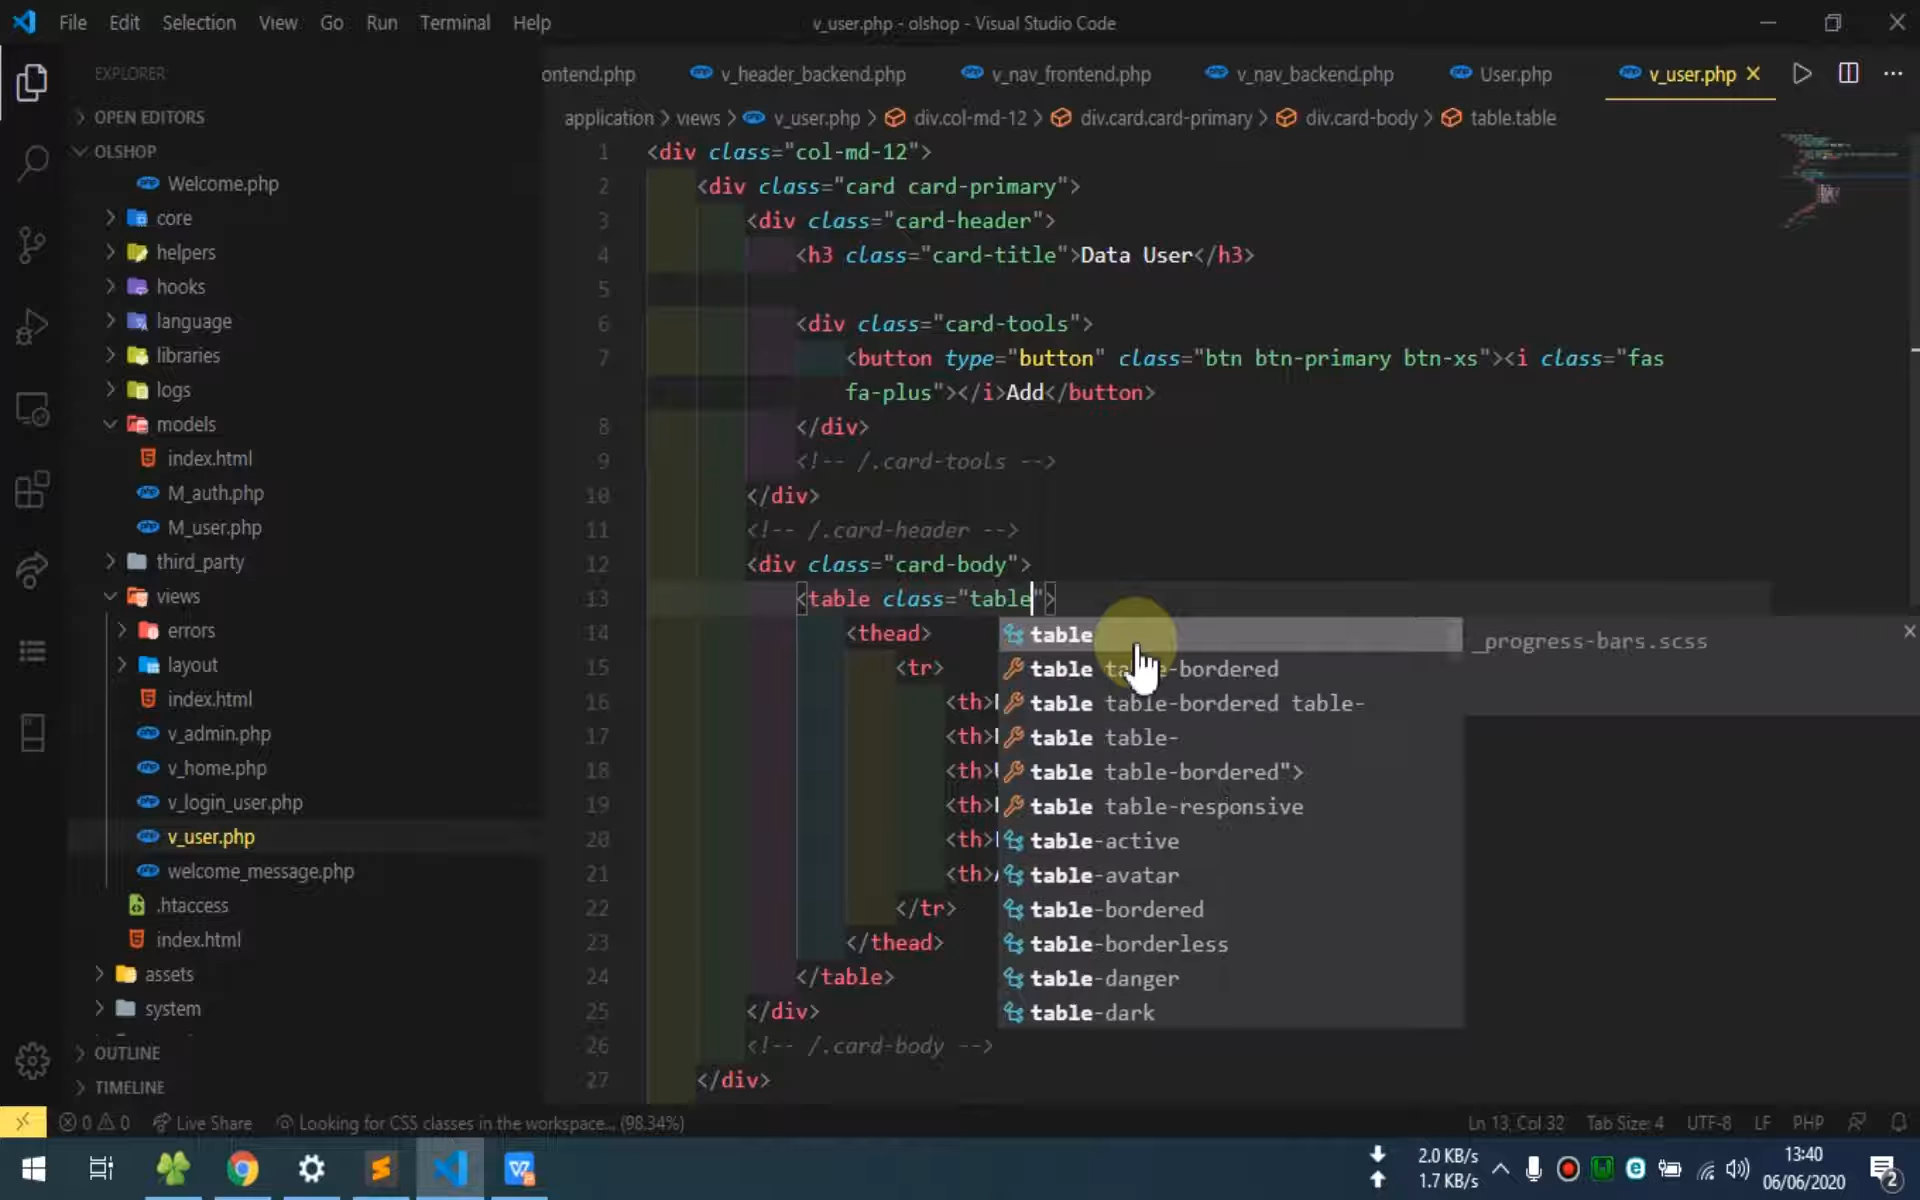 File Edit Selection View Go Run Terminal Help
v_user.php - olshop - Visual Studio Code
EXPLORER
OPEN EDITORS
OLSHOP
Welcome.php
core
helpers
hooks
language
libraries
logs
models
index.html
M_auth.php
M_user.php
third_party
views
errors
layout
index.html
v_admin.php
v_home.php
v_login_user.php
v_user.php
welcome_message.php
.htaccess
index.html
assets
system
OUTLINE
TIMELINE
ontend.php v_header_backend.php v_nav_frontend.php v_nav_backend.php User.php v_user.php
application > views > v_user.php > div.col-md-12 > div.card.card-primary > div.card-body > table.table
1 <div class="col-md-12">
2 <div class="card card-primary">
3 <div class="card-header">
4 <h3 class="card-title">Data User</h3>
5
6 <div class="card-tools">
7 <button type="button" class="btn btn-primary btn-xs"><i class="fas
fa-plus"></i>Add</button>
8 </div>
9 <!-- /.card-tools -->
10 </div>
11 <!-- /.card-header -->
12 <div class="card-body">
13 <table class="table">
14 <thead>
15 <tr>
16 <th>
17 <th>
18 <th>
19 <th>
20 <th>
21 <th>
22 </tr>
23 </thead>
24 </table>
25 </div>
26 <!-- /.card-body -->
27 </div>
table
table table-bordered
table table-bordered table-
table table-
table table-bordered">
table table-responsive
table-active
table-avatar
table-bordered
table-borderless
table-danger
table-dark
_progress-bars.scss
0 0 Live Share Looking for CSS classes in the workspace... (98.34%)
Ln 13, Col 32 Tab Size: 4 UTF-8 LF PHP
2.0 KB/s
1.7 KB/s
13:40
06/06/2020
2